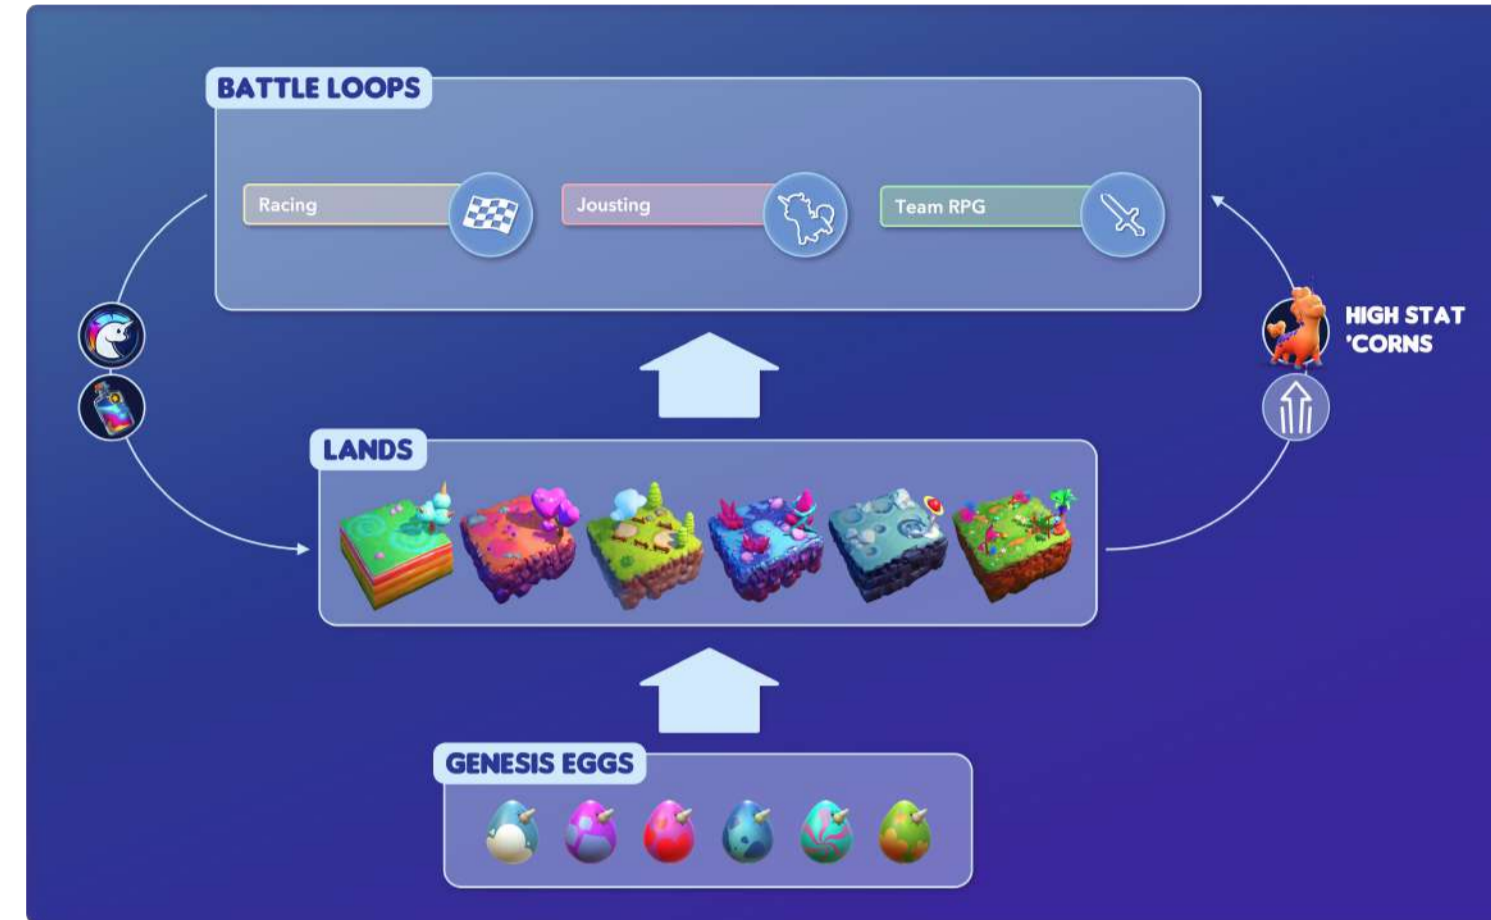 BATTLE LOOPS
Racing
Jousting
Team RPG
HIGH STAT
'CORNS
LANDS
GENESIS EGGS